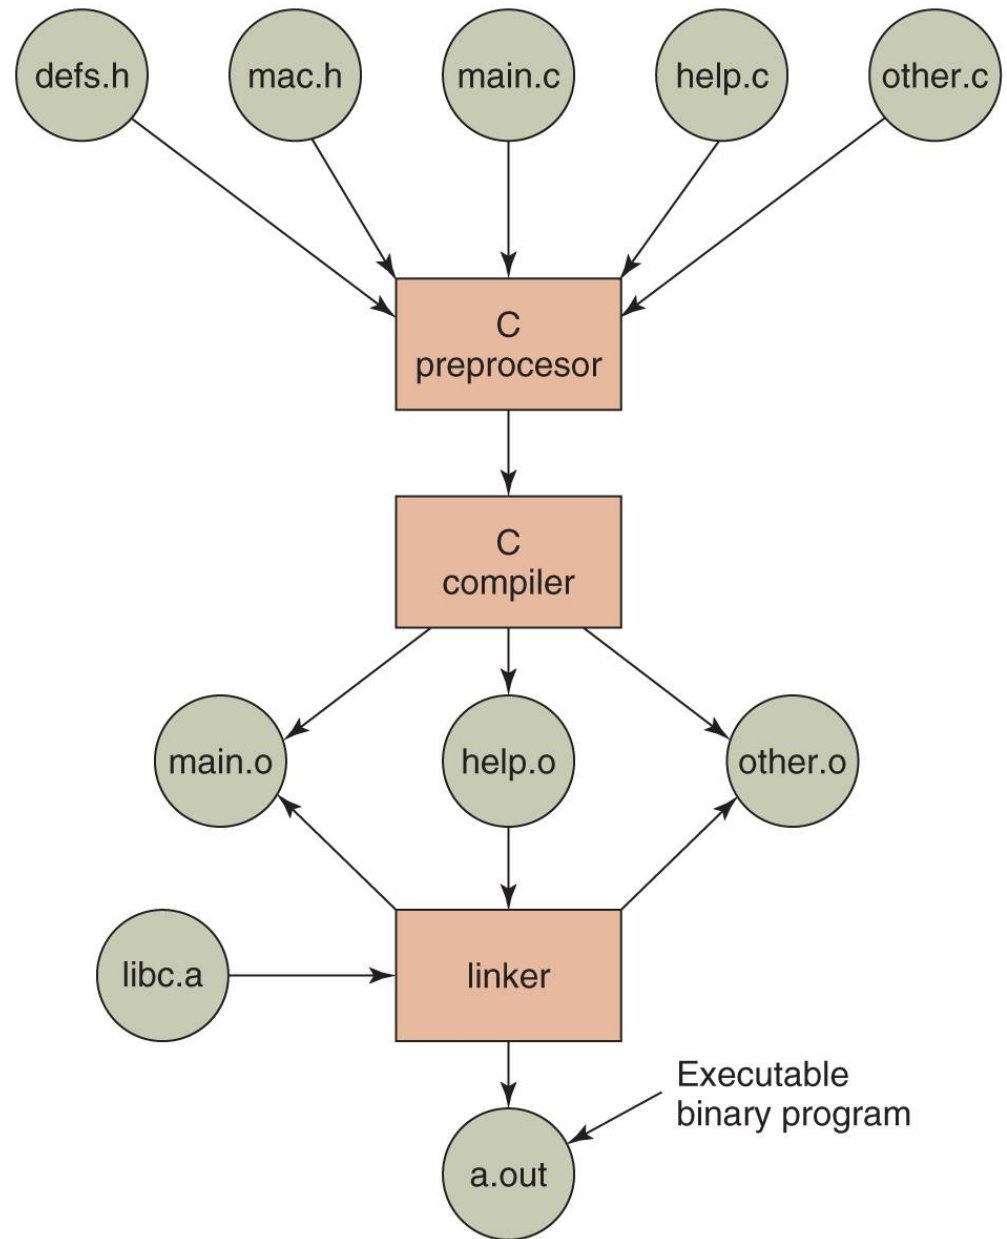 defs.h
mac.h
main.c
help.c
other.c
C
preprocesor
C
compiler
main.o
help.o
other.o
libc.a
linker
Executable
binary program
a.out